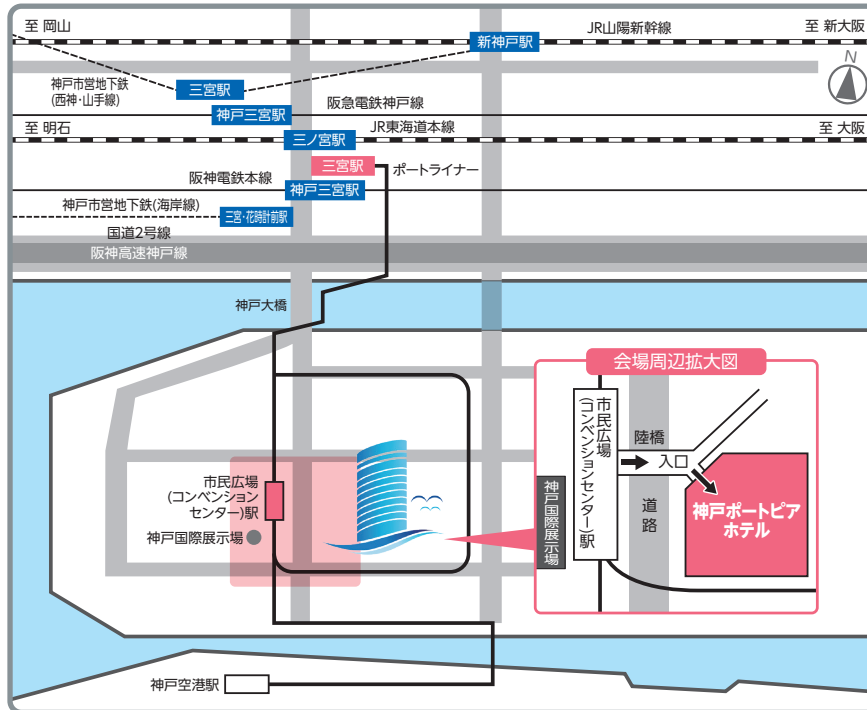 至 岡山
JR山陽新幹線
至 新大阪
新神戸駅
N
神戸市営地下鉄
(西神・山手線)
三宮駅
阪急電鉄神戸線
神戸三宮駅
至 明石
JR東海道本線
至 大阪
三ノ宮駅
三宮駅
ポートライナー
阪神電鉄本線
神戸三宮駅
神戸市営地下鉄(海岸線)
三宮・花時計前駅
国道2号線
阪神高速神戸線
神戸大橋
会場周辺拡大図
市民広場
(コンベンションセンター)駅
陸橋
入口
道路
神戸国際展示場
神戸ポートピア
ホテル
市民広場
(コンベンション
センター)駅
神戸国際展示場
神戸空港駅